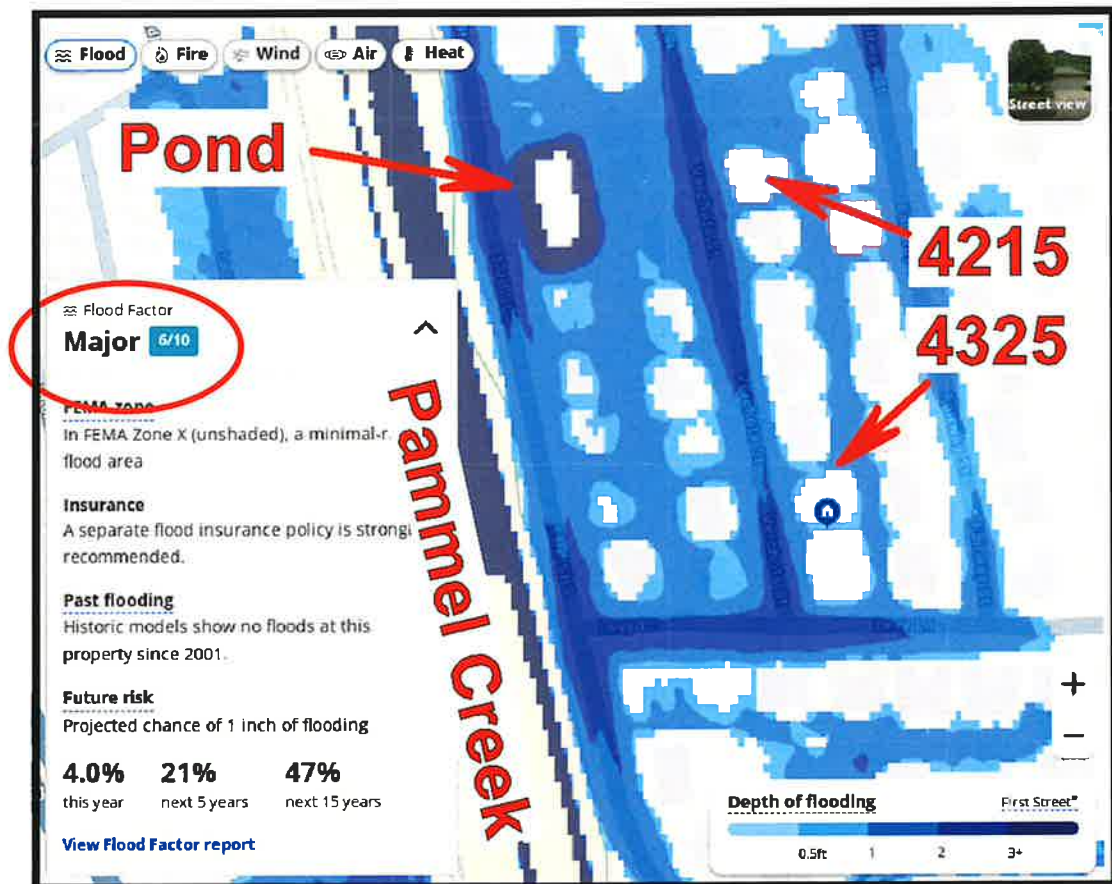 Flood
Fire
Wind
Air
Heat
Street view
Pond
4215
4325
Flood Factor
Major 6/10
FEMA zone
In FEMA Zone X (unshaded), a minimal-r
flood area
Insurance
A separate flood insurance policy is strongl
recommended.
Past flooding
Historic models show no floods at this
property since 2001.
Future risk
Projected chance of 1 inch of flooding
4.0% 21% 47%
this year next 5 years next 15 years
View Flood Factor report
Pammel Creek
+
−
Depth of flooding First Street™
0.5ft 1 2 3+